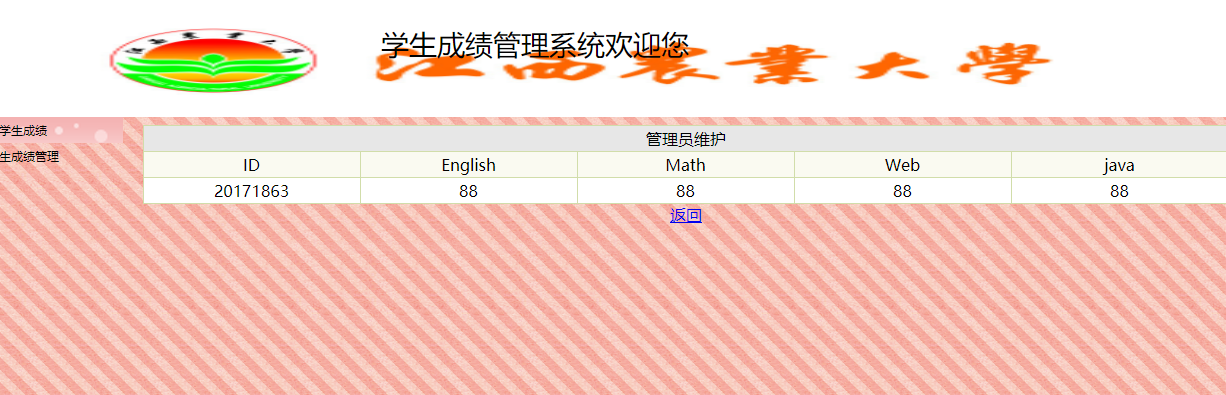 学生成绩管理系统欢迎您
江西农業大學
学生成绩
生成绩管理
管理员维护
ID English Math Web java
20171863 88 88 88 88
返回